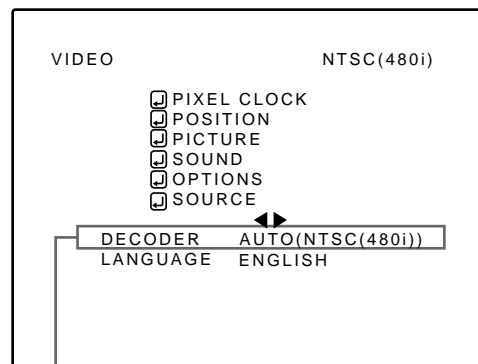 VIDEO NTSC(480i)
PIXEL CLOCK
POSITION
PICTURE
SOUND
OPTIONS
SOURCE
DECODER AUTO(NTSC(480i))
LANGUAGE ENGLISH